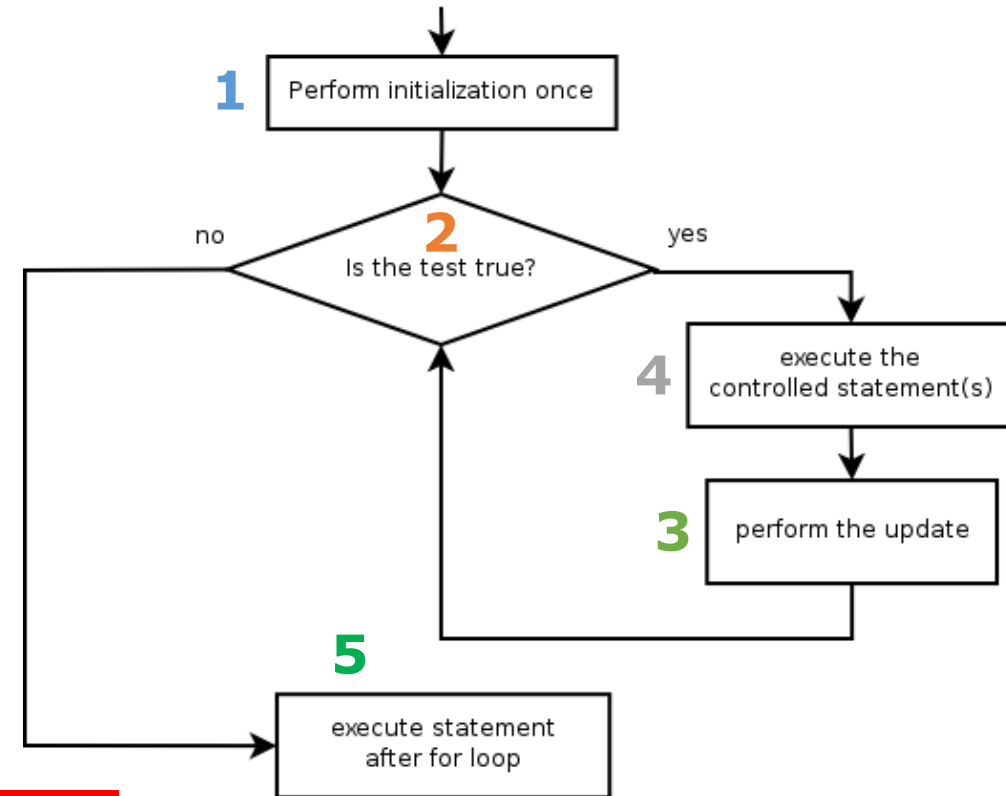 1
Perform initialization once
no
2
yes
Is the test true?
4
execute the
controlled statement(s)
3
perform the update
5
execute statement
after for loop